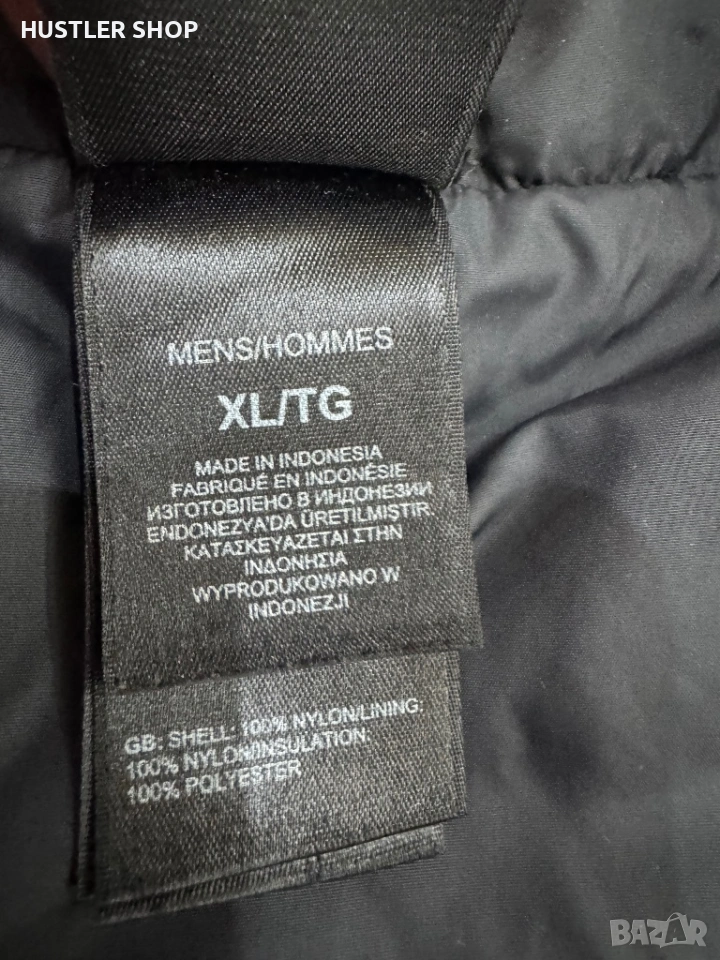 HUSTLER SHOP
MENS/HOMMES
XL/TG
MADE IN INDONESIA
FABRIQUÉ EN INDONÉSIE
ИЗГОТОВЛЕНО В ИНДОНЕЗИИ
ENDONEZYA'DA ÜRETILMIŞTIR
ΚΑΤΑΣΚΕΥΑΖΕΤΑΙ ΣΤΗΝ
ΙΝΔΟΝΗΣΙΑ
WYPRODUKOWANO W
INDONEZJI
GB: SHELL: 100% NYLON/LINING:
100% NYLON/INSULATION:
100% POLYESTER
BAZAR